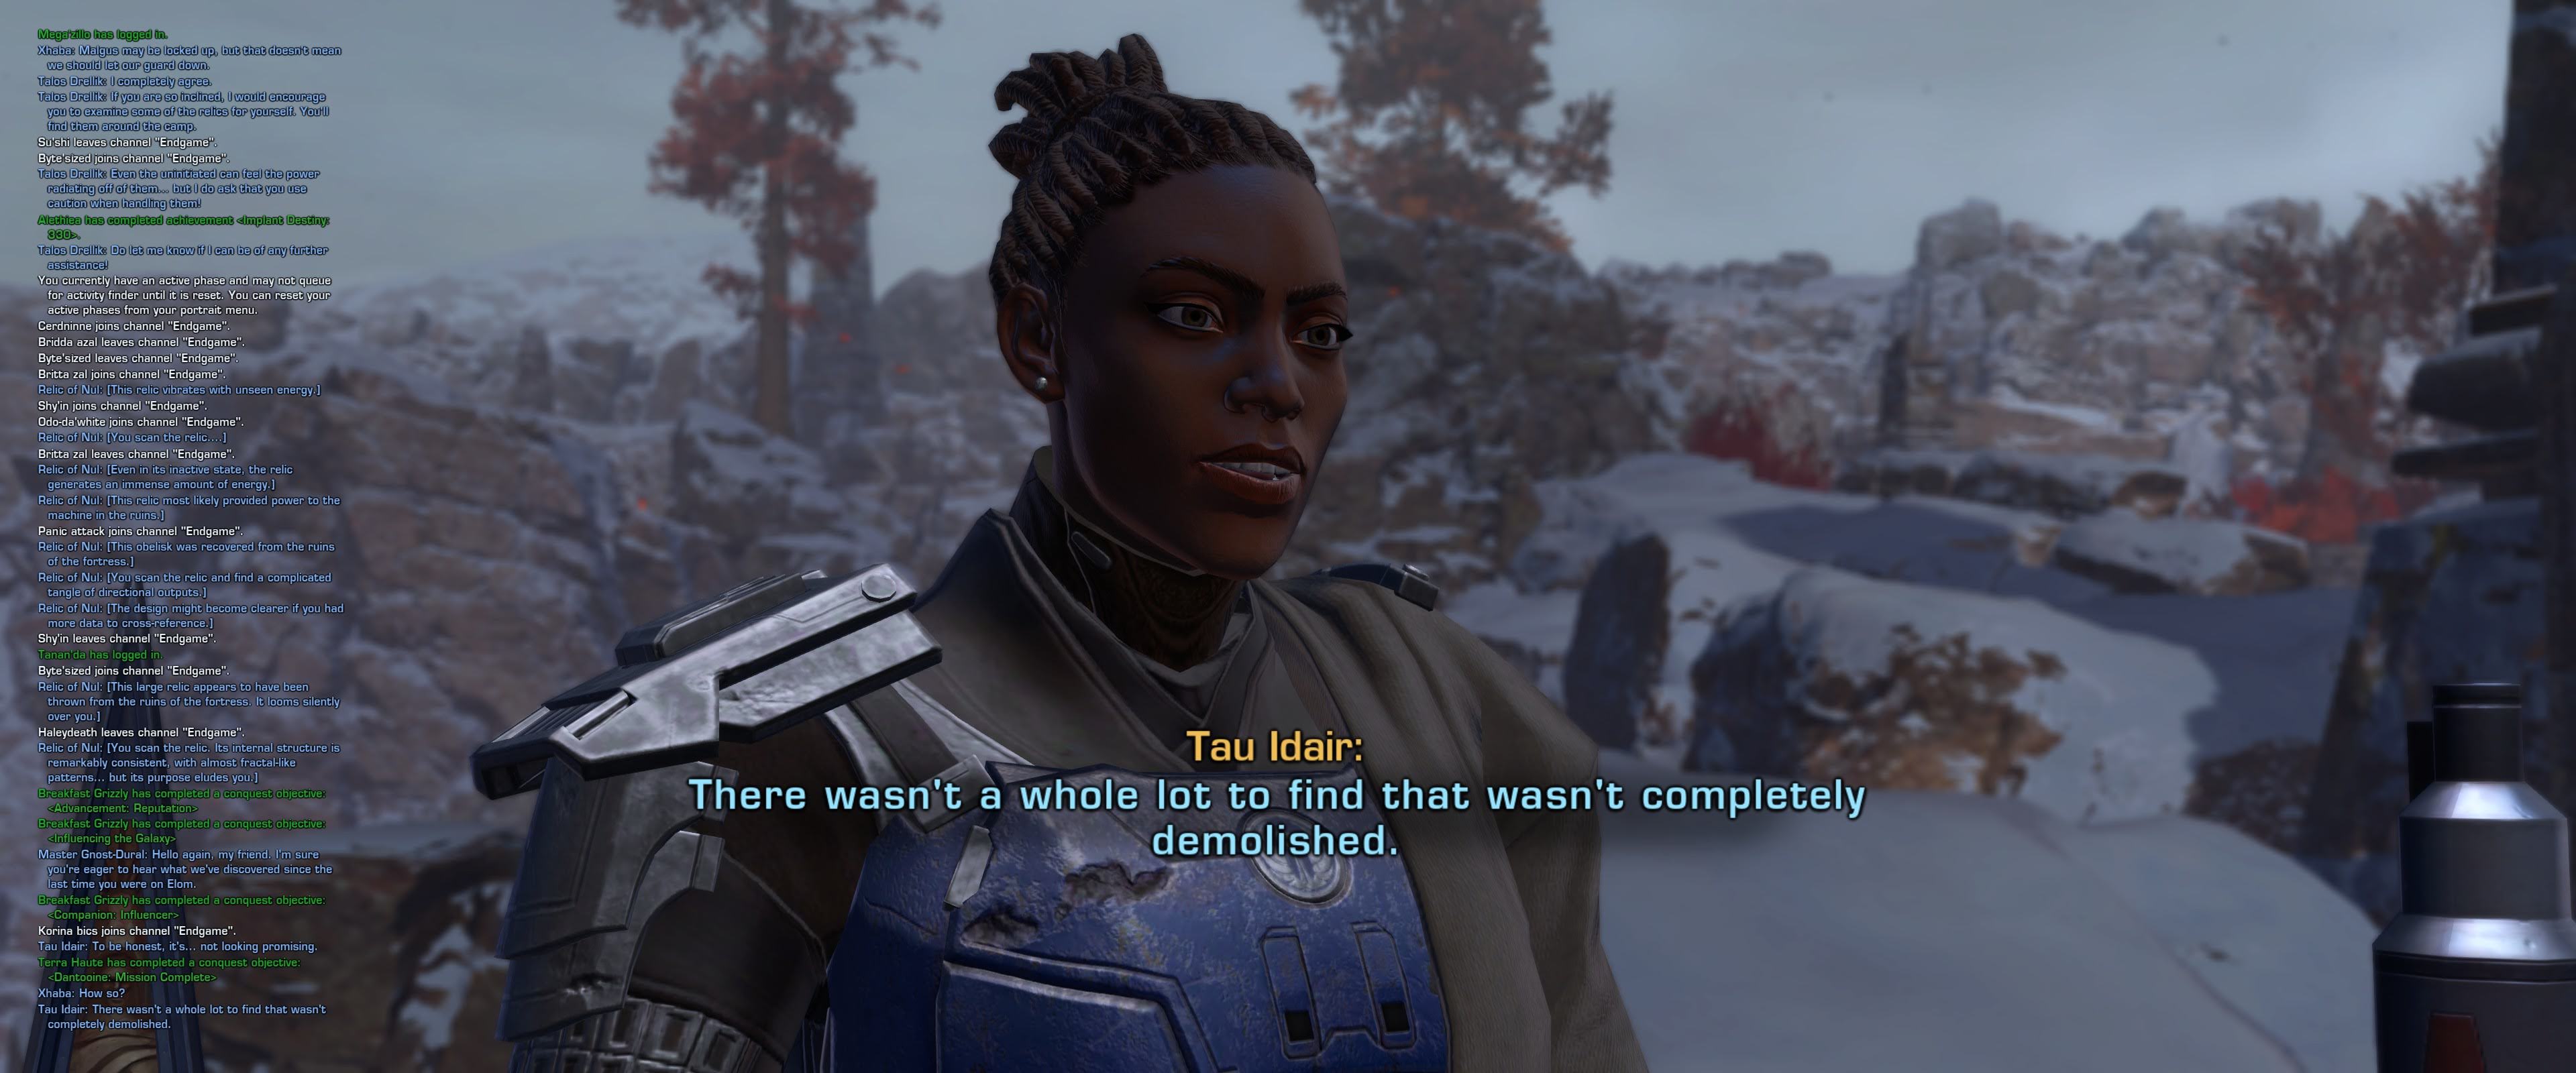 Mega'zillo has logged in.
Xhaba: Malgus may be locked up, but that doesn't mean
we should let our guard down.
Talos Drellik: I completely agree.
Talos Drellik: If you are so inclined, I would encourage
you to examine some of the relics for yourself. You'll
find them around the camp.
Su'shi leaves channel "Endgame".
Byte'sized joins channel "Endgame".
Talos Drellik: Even the uninitiated can feel the power
radiating off of them... but I do ask that you use
caution when handling them!
Alethiea has completed achievement <Implant Destiny:
330>.
Talos Drellik: Do let me know if I can be of any further
assistance!
You currently have an active phase and may not queue
for activity finder until it is reset. You can reset your
active phases from your portrait menu.
Cerdninne joins channel "Endgame".
Bridda azal leaves channel "Endgame".
Byte'sized leaves channel "Endgame".
Britta zal joins channel "Endgame".
Relic of Nul: [This relic vibrates with unseen energy.]
Shy'in joins channel "Endgame".
Odo-da'white joins channel "Endgame".
Relic of Nul: [You scan the relic....]
Britta zal leaves channel "Endgame".
Relic of Nul: [Even in its inactive state, the relic
generates an immense amount of energy.]
Relic of Nul: [This relic most likely provided power to the
machine in the ruins.]
Panic attack joins channel "Endgame".
Relic of Nul: [This obelisk was recovered from the ruins
of the fortress.]
Relic of Nul: [You scan the relic and find a complicated
tangle of directional outputs.]
Relic of Nul: [The design might become clearer if you had
more data to cross-reference.]
Shy'in leaves channel "Endgame".
Tanan'da has logged in.
Byte'sized joins channel "Endgame".
Relic of Nul: [This large relic appears to have been
thrown from the ruins of the fortress. It looms silently
over you.]
Haleydeath leaves channel "Endgame".
Relic of Nul: [You scan the relic. Its internal structure is
remarkably consistent, with almost fractal-like
patterns... but its purpose eludes you.]
Breakfast Grizzly has completed a conquest objective:
<Advancement: Reputation>
Breakfast Grizzly has completed a conquest objective:
<Influencing the Galaxy>
Master Gnost-Dural: Hello again, my friend. I'm sure
you're eager to hear what we've discovered since the
last time you were on Elom.
Breakfast Grizzly has completed a conquest objective:
<Companion: Influencer>
Korina bics joins channel "Endgame".
Tau Idair: To be honest, it's... not looking promising.
Terra Haute has completed a conquest objective:
<Dantooine: Mission Complete>
Xhaba: How so?
Tau Idair: There wasn't a whole lot to find that wasn't
completely demolished.
Tau Idair:
There wasn't a whole lot to find that wasn't completely
demolished.